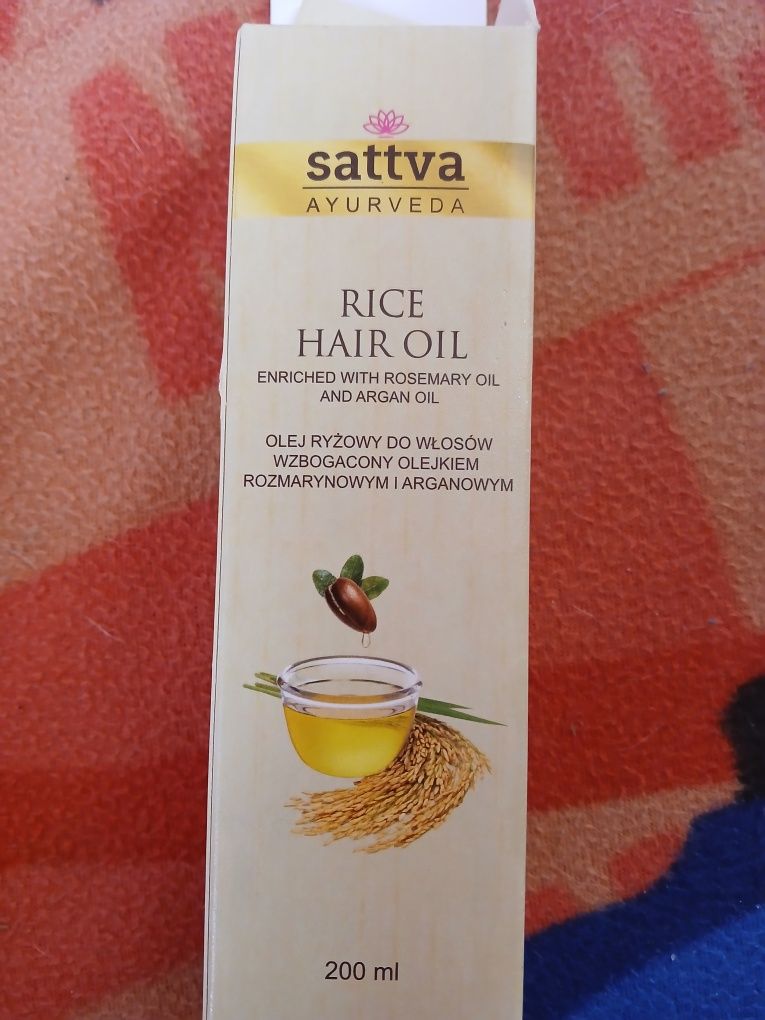 sattva
AYURVEDA
RICE
HAIR OIL
ENRICHED WITH ROSEMARY OIL
AND ARGAN OIL
OLEJ RYŻOWY DO WŁOSÓW
WZBOGACONY OLEJKIEM
ROZMARYNOWYM I ARGANOWYM
200 ml